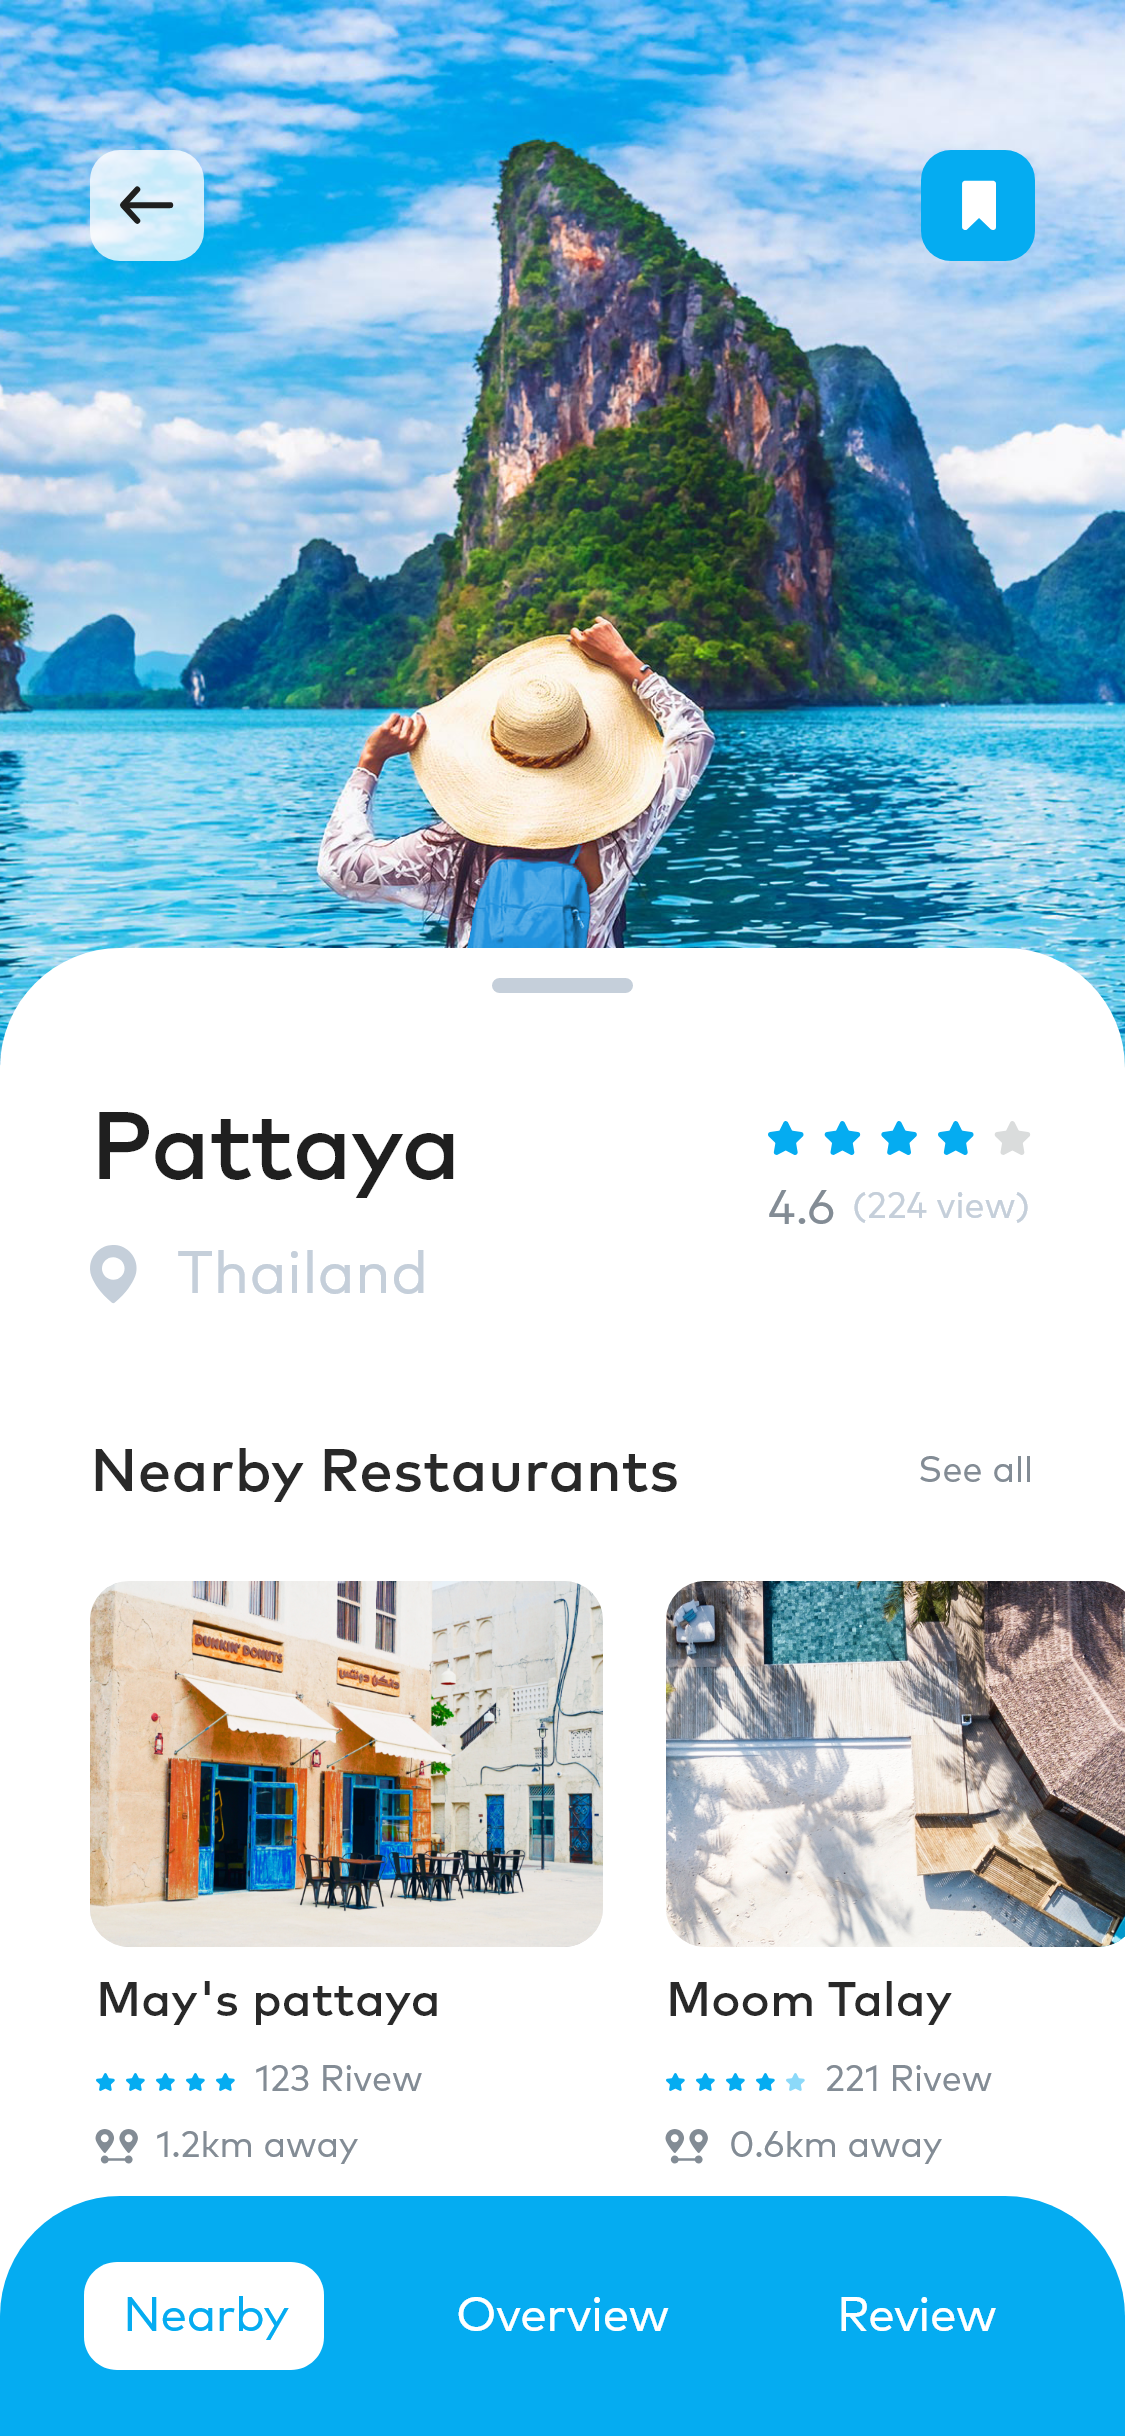 Pattaya
4.6 (224 view)
Thailand
Nearby Restaurants
See all
DUNKIN' DONUTS
May's pattaya
Moom Talay
123 Rivew
221 Rivew
1.2km away
0.6km away
Nearby
Overview
Review